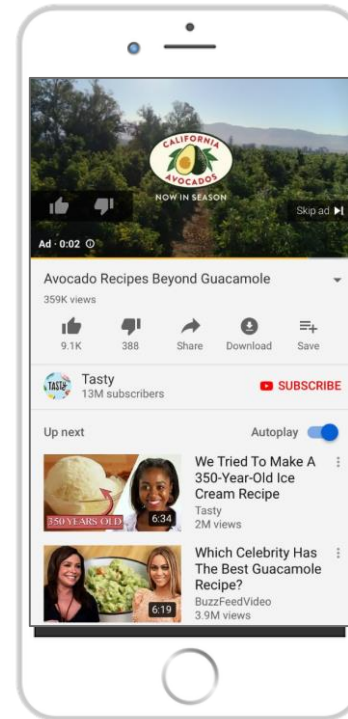 CALIFORNIA
AVOCADOS
NOW IN SEASON
Skip ad
Ad · 0:02
Avocado Recipes Beyond Guacamole
359K views
9.1K 388 Share Download Save
TASTY
Tasty
13M subscribers
SUBSCRIBE
Up next
Autoplay
350 YEARS OLD
6:34
We Tried To Make A
350-Year-Old Ice
Cream Recipe
Tasty
2M views
6:19
Which Celebrity Has
The Best Guacamole
Recipe?
BuzzFeedVideo
3.9M views